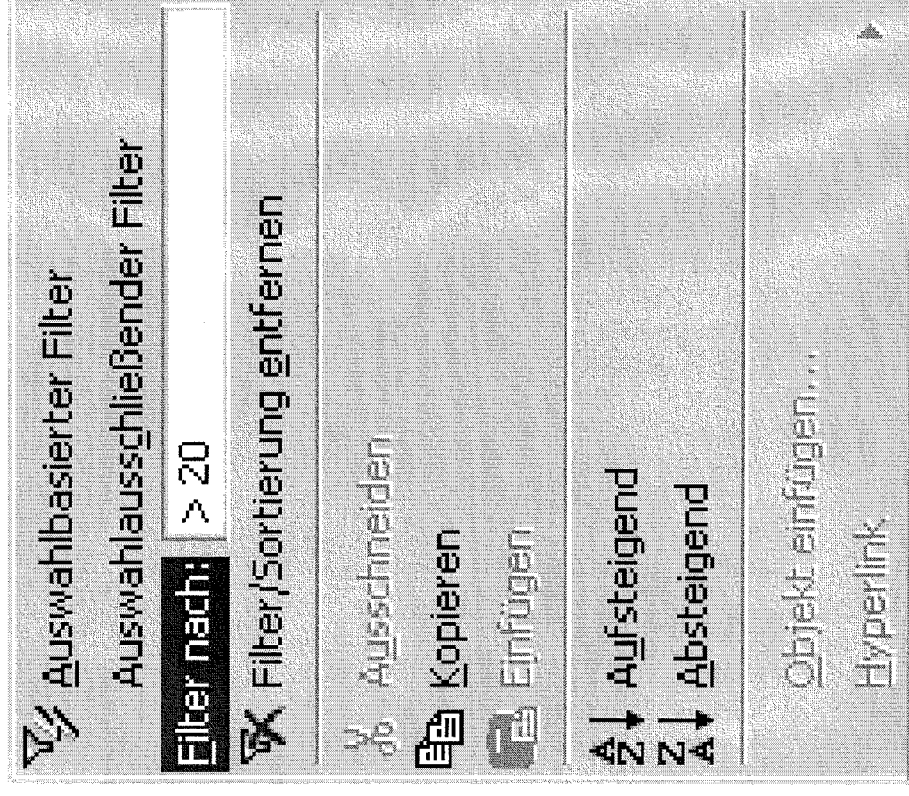 Auswahlbasierter Filter
Auswahlausschließender Filter
Filter nach: > 20
Filter/Sortierung entfernen
Ausschneiden
Kopieren
Einfügen
Aufsteigend
Absteigend
Objekt einfügen...
Hyperlink